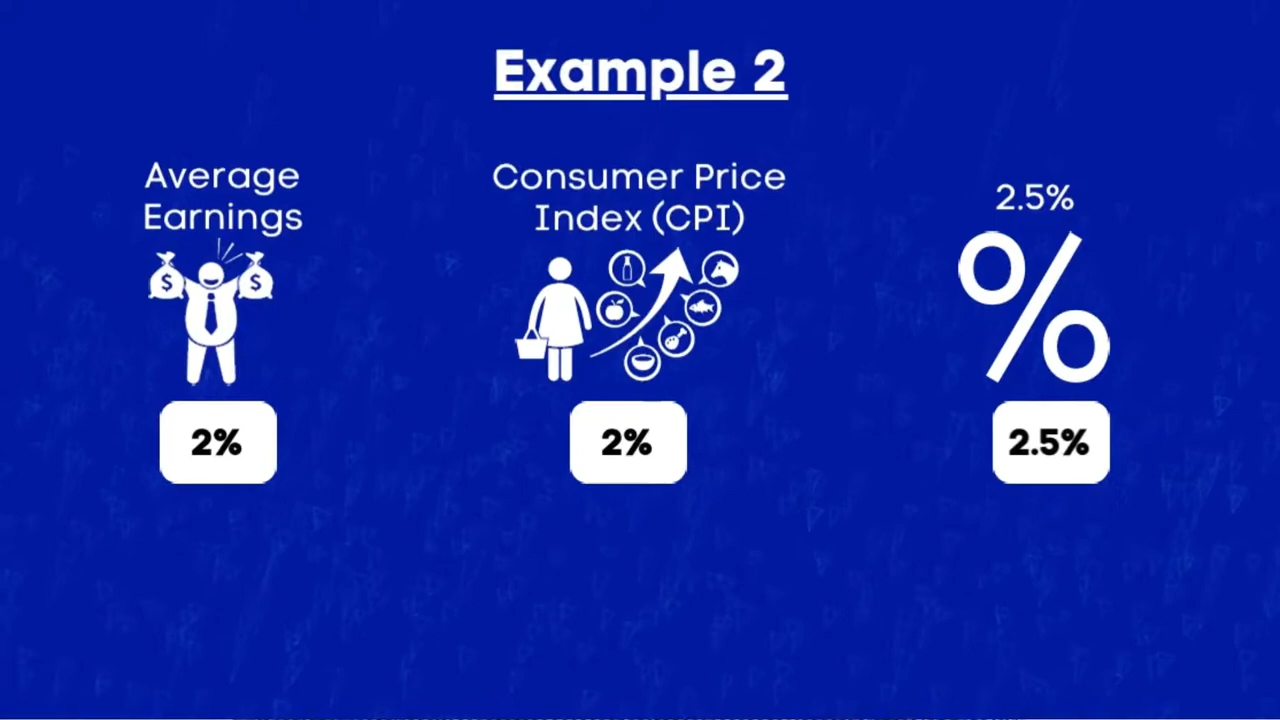 Example 2
Average
Earnings
Consumer Price
Index (CPI)
2.5%
$ $
%
2%
2%
2.5%